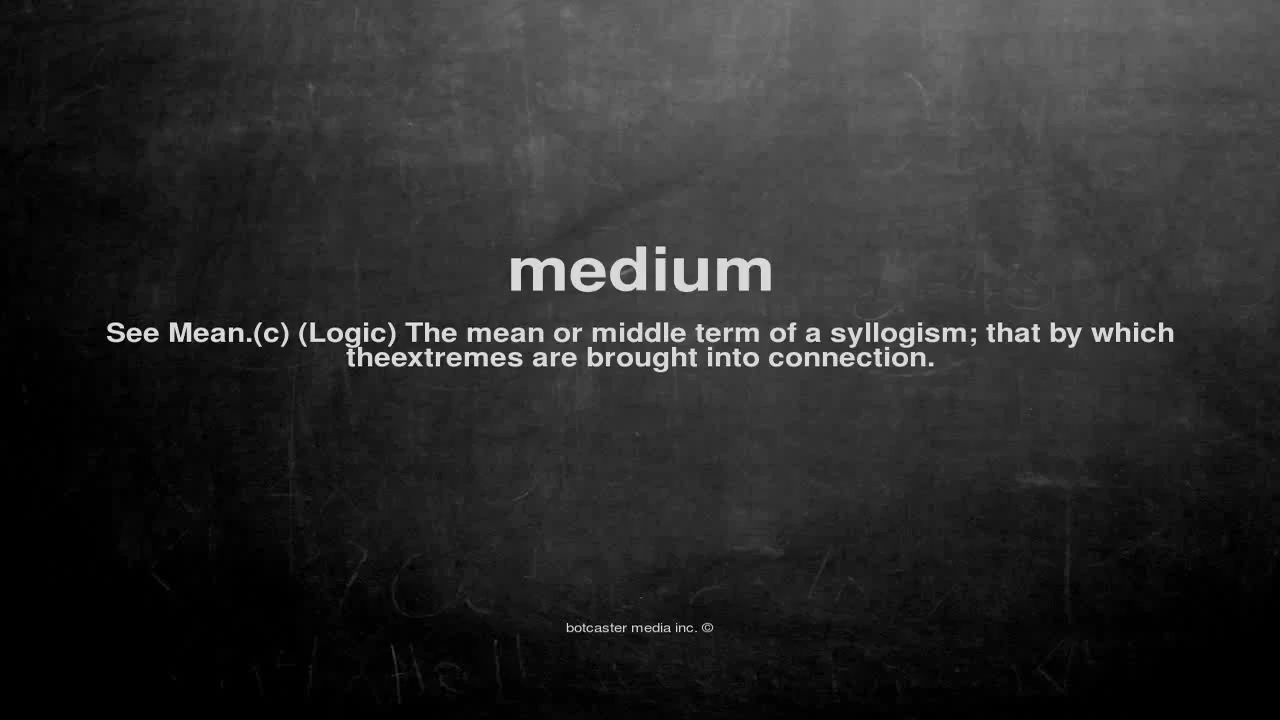 medium
See Mean.(c) (Logic) The mean or middle term of a syllogism; that by which
theextremes are brought into connection.
botcaster media inc. ©